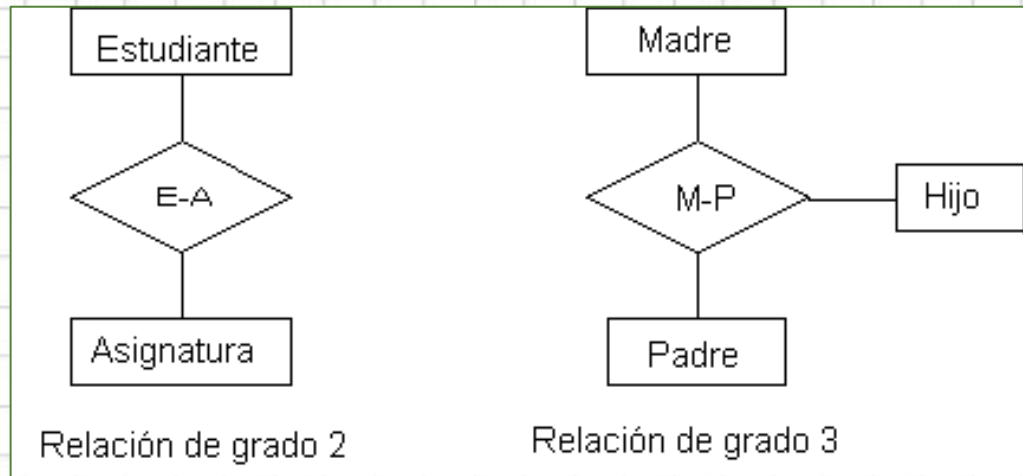 Estudiante
E-A
Asignatura
Relación de grado 2
Madre
M-P
Hijo
Padre
Relación de grado 3